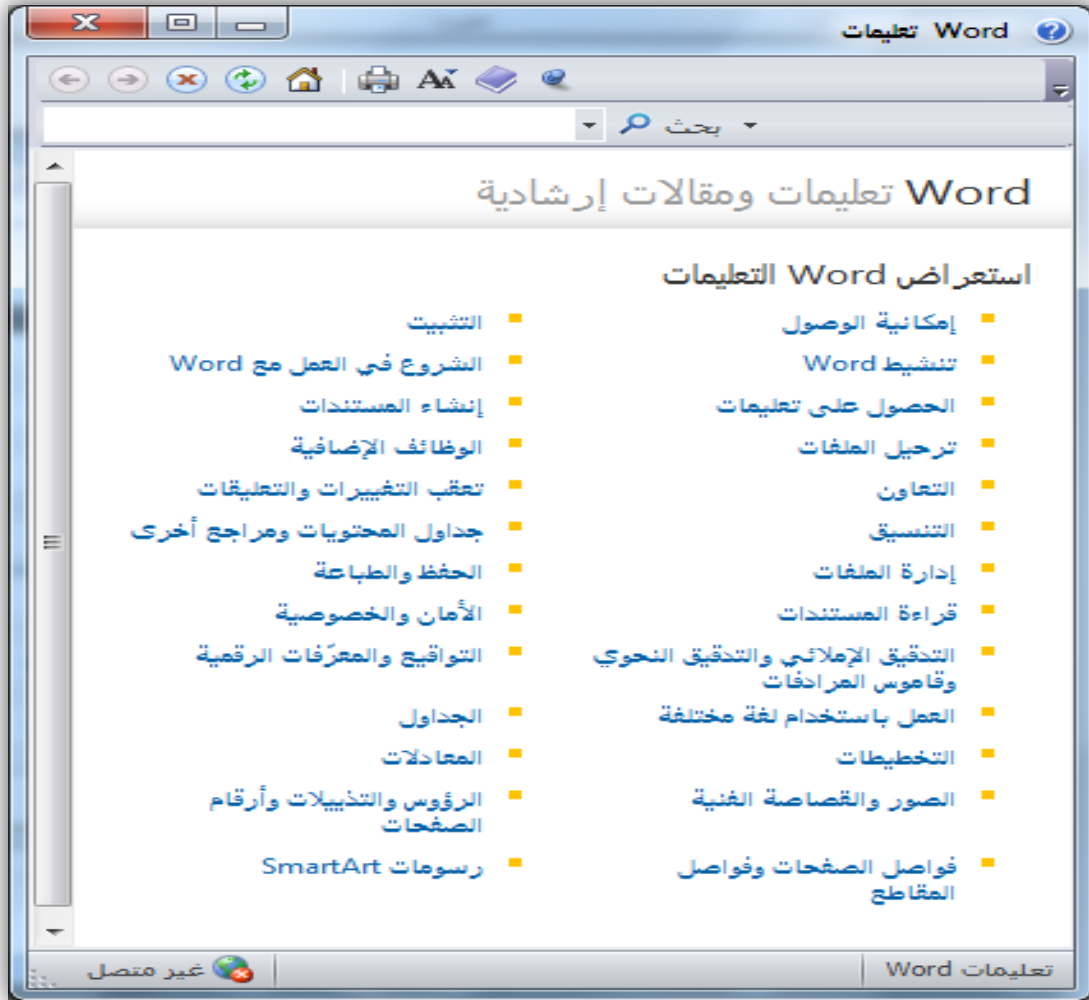 Word تعليمات
بحث
Word تعليمات ومقالات إرشادية
استعراض Word التعليمات
إمكانية الوصول
التثبيت
تنشيط Word
الشروع في العمل مع Word
الحصول على تعليمات
إنشاء المستندات
ترحيل الملفات
الوظائف الإضافية
التعاون
تعقب التغييرات والتعليقات
التنسيق
جداول المحتويات ومراجع أخرى
إدارة الملفات
الحفظ والطباعة
قراءة المستندات
الأمان والخصوصية
التدقيق الإملائي والتدقيق النحوي
وقاموس المرادفات
التواقيع والمعرّفات الرقمية
العمل باستخدام لغة مختلفة
الجداول
التخطيطات
المعادلات
الصور والقصاصة الفنية
الرؤوس والتذييلات وأرقام
الصفحات
فواصل الصفحات وفواصل
المقاطع
رسومات SmartArt
تعليمات Word
غير متصل